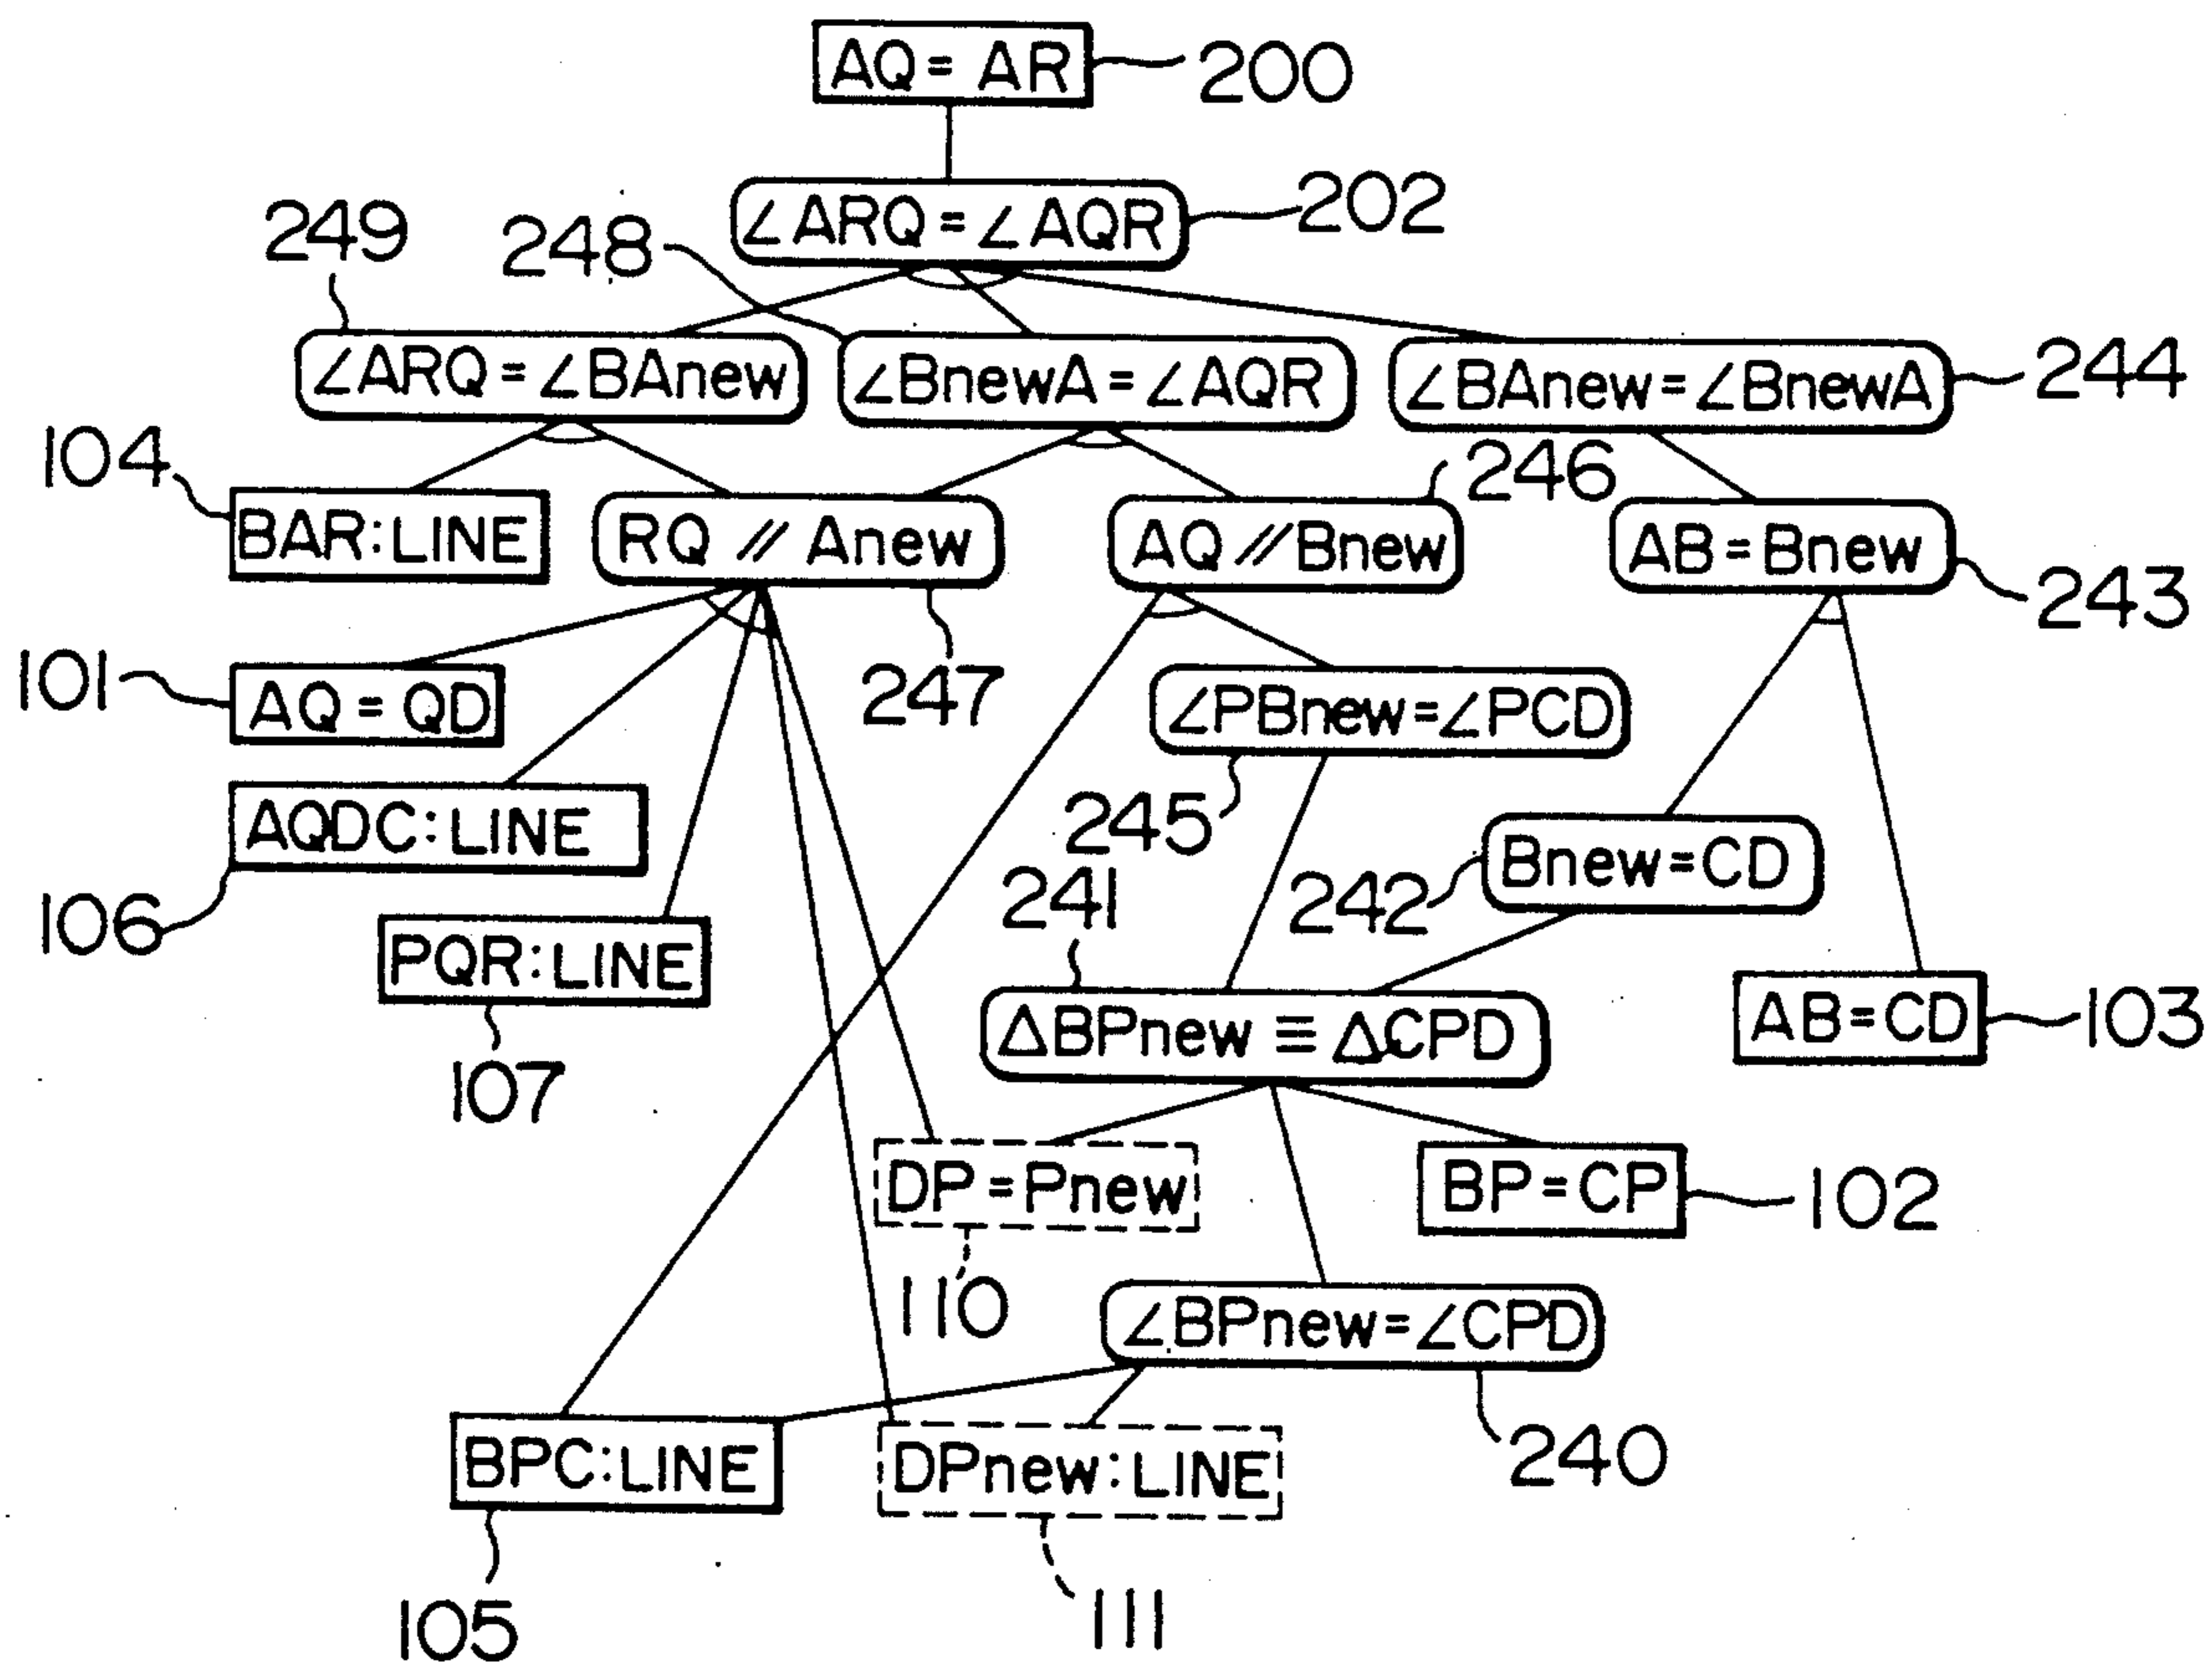 AQ = AR
200
∠ARQ = ∠AQR
202
249
248
∠ARQ = ∠BAnew
∠BnewA = ∠AQR
∠BAnew = ∠BnewA
244
104
BAR:LINE
RQ // Anew
AQ // Bnew
246
AB = Bnew
243
101
AQ = QD
247
∠PBnew = ∠PCD
245
AQDC:LINE
106
241
242
Bnew = CD
PQR:LINE
107
△BPnew ≡ △CPD
AB = CD
103
DP = Pnew
110
BP = CP
102
∠BPnew = ∠CPD
240
BPC:LINE
105
DPnew:LINE
111